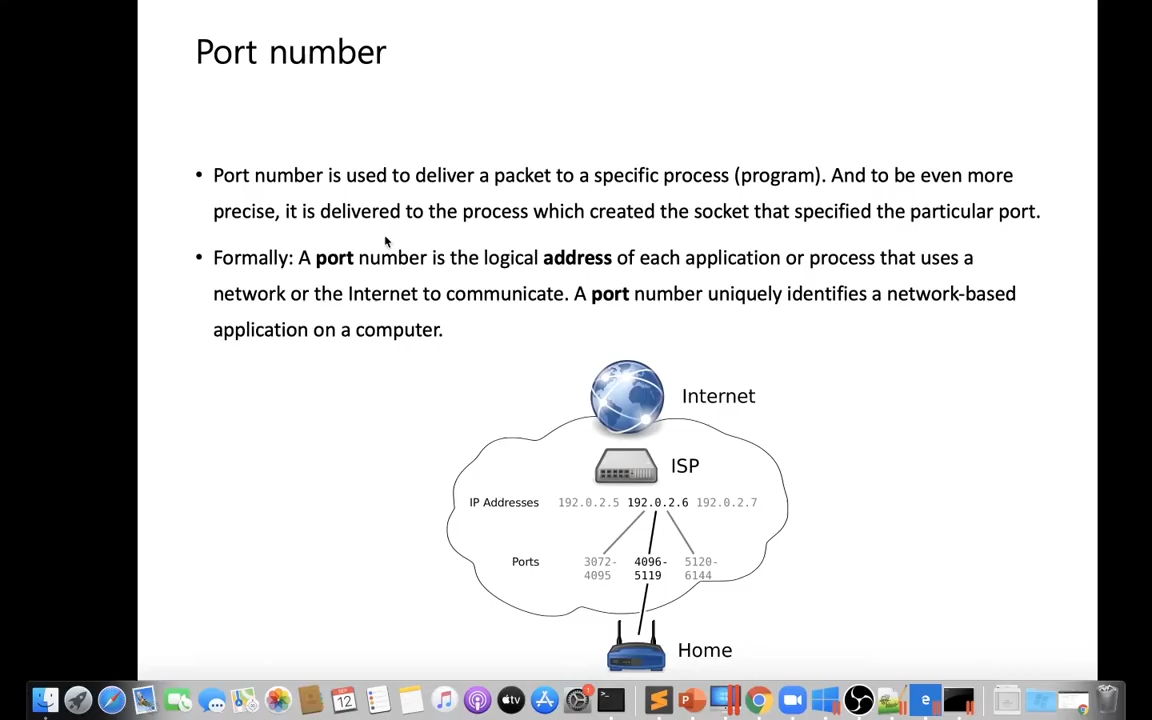 Port number
• Port number is used to deliver a packet to a specific process (program). And to be even more
precise, it is delivered to the process which created the socket that specified the particular port.
• Formally: A port number is the logical address of each application or process that uses a
network or the Internet to communicate. A port number uniquely identifies a network-based
application on a computer.
Internet
ISP
IP Addresses 192.0.2.5 192.0.2.6 192.0.2.7
Ports 3072- 4096- 5120-
4095 5119 6144
Home
12